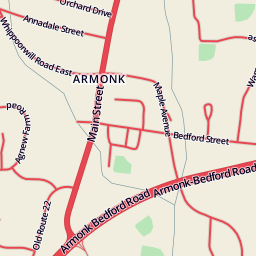 Orchard Drive
Annadale Street
Whippoorwill Road East
ARMONK
Main Street
Maple Avenue
Bedford Street
Road
Agnew Farm
Old Route 22
Armonk-Bedford Road
Armonk-Bedford Road